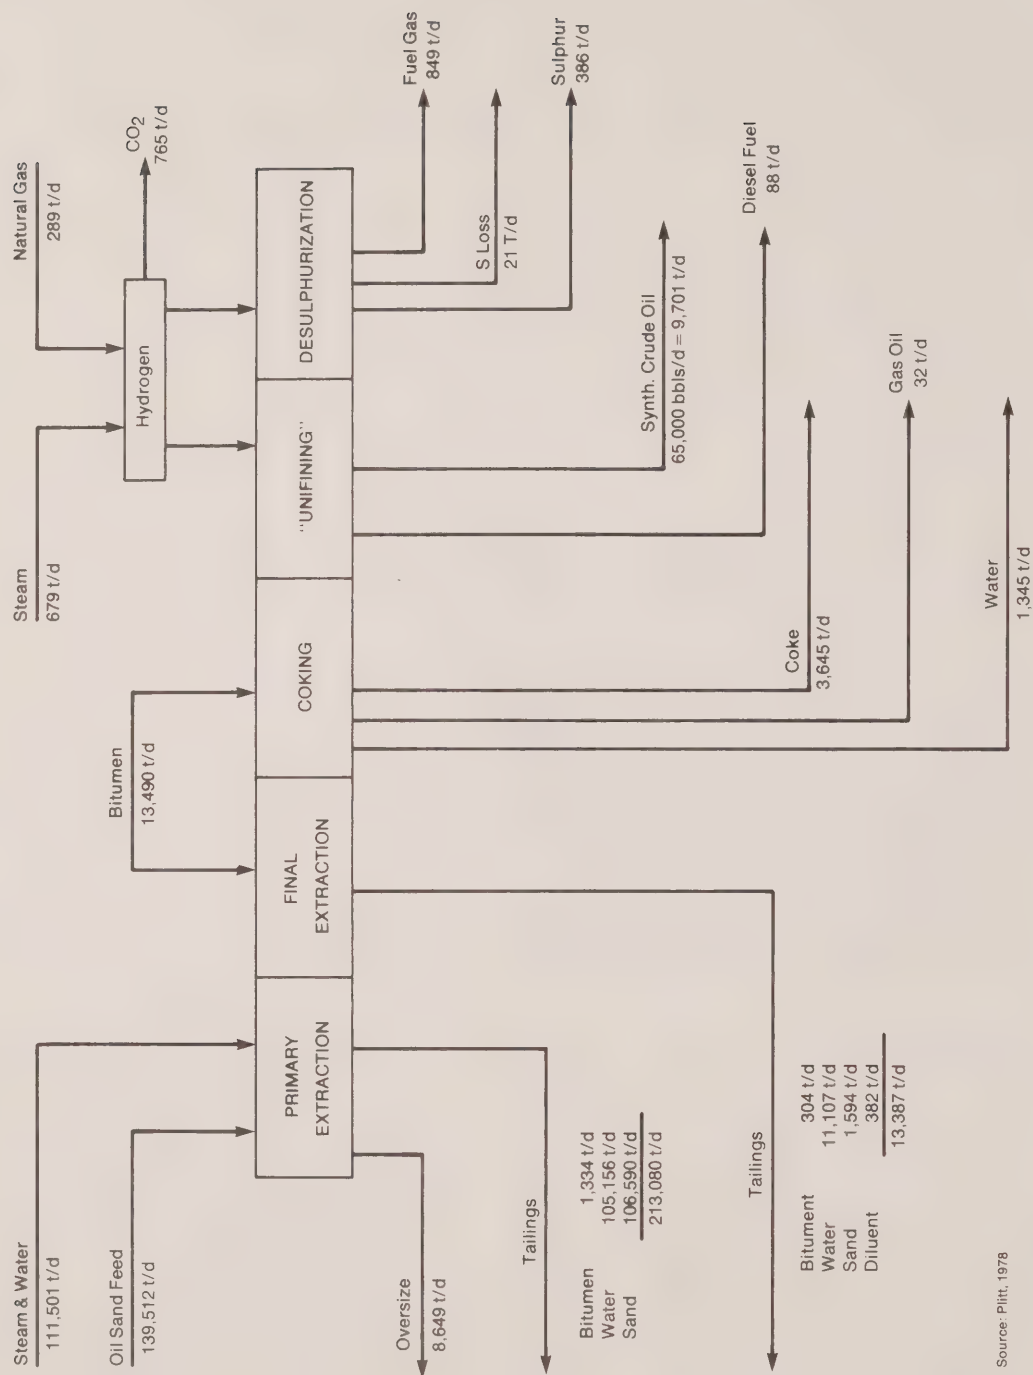 Steam & Water
111,501 t/d
Oil Sand Feed
139,512 t/d
Bitumen
13,490 t/d
Steam
679 t/d
Natural Gas
289 t/d
Hydrogen
CO2
765 t/d
PRIMARY
EXTRACTION
FINAL
EXTRACTION
COKING
"UNIFINING"
DESULPHURIZATION
Fuel Gas
849 t/d
S Loss
21 T/d
Sulphur
386 t/d
Synth. Crude Oil
65,000 bbls/d = 9,701 t/d
Diesel Fuel
88 t/d
Coke
3,645 t/d
Gas Oil
32 t/d
Water
1,345 t/d
Oversize
8,649 t/d
Tailings
Bitumen 1,334 t/d
Water 105,156 t/d
Sand 106,590 t/d
213,080 t/d
Tailings
Bitument 304 t/d
Water 11,107 t/d
Sand 1,594 t/d
Diluent 382 t/d
13,387 t/d
Source: Plitt, 1978